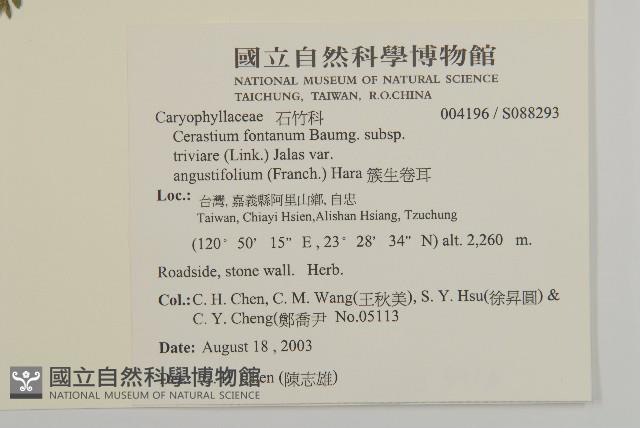 國立自然科學博物館
NATIONAL MUSEUM OF NATURAL SCIENCE
TAICHUNG, TAIWAN, R.O.CHINA
Caryophyllaceae 石竹科 004196 / S088293
Cerastium fontanum Baumg. subsp.
triviare (Link.) Jalas var.
angustifolium (Franch.) Hara 簇生卷耳
Loc.: 台灣, 嘉義縣阿里山鄉, 自忠
Taiwan, Chiayi Hsien,Alishan Hsiang, Tzuchung
(120° 50' 15" E , 23° 28' 34" N) alt. 2,260 m.
Roadside, stone wall. Herb.
Col.: C. H. Chen, C. M. Wang(王秋美), S. Y. Hsu(徐昇圓) &
C. Y. Cheng(鄭喬尹 No.05113
Date: August 18 , 2003
(陳志雄)
國立自然科學博物館
NATIONAL MUSEUM OF NATURAL SCIENCE